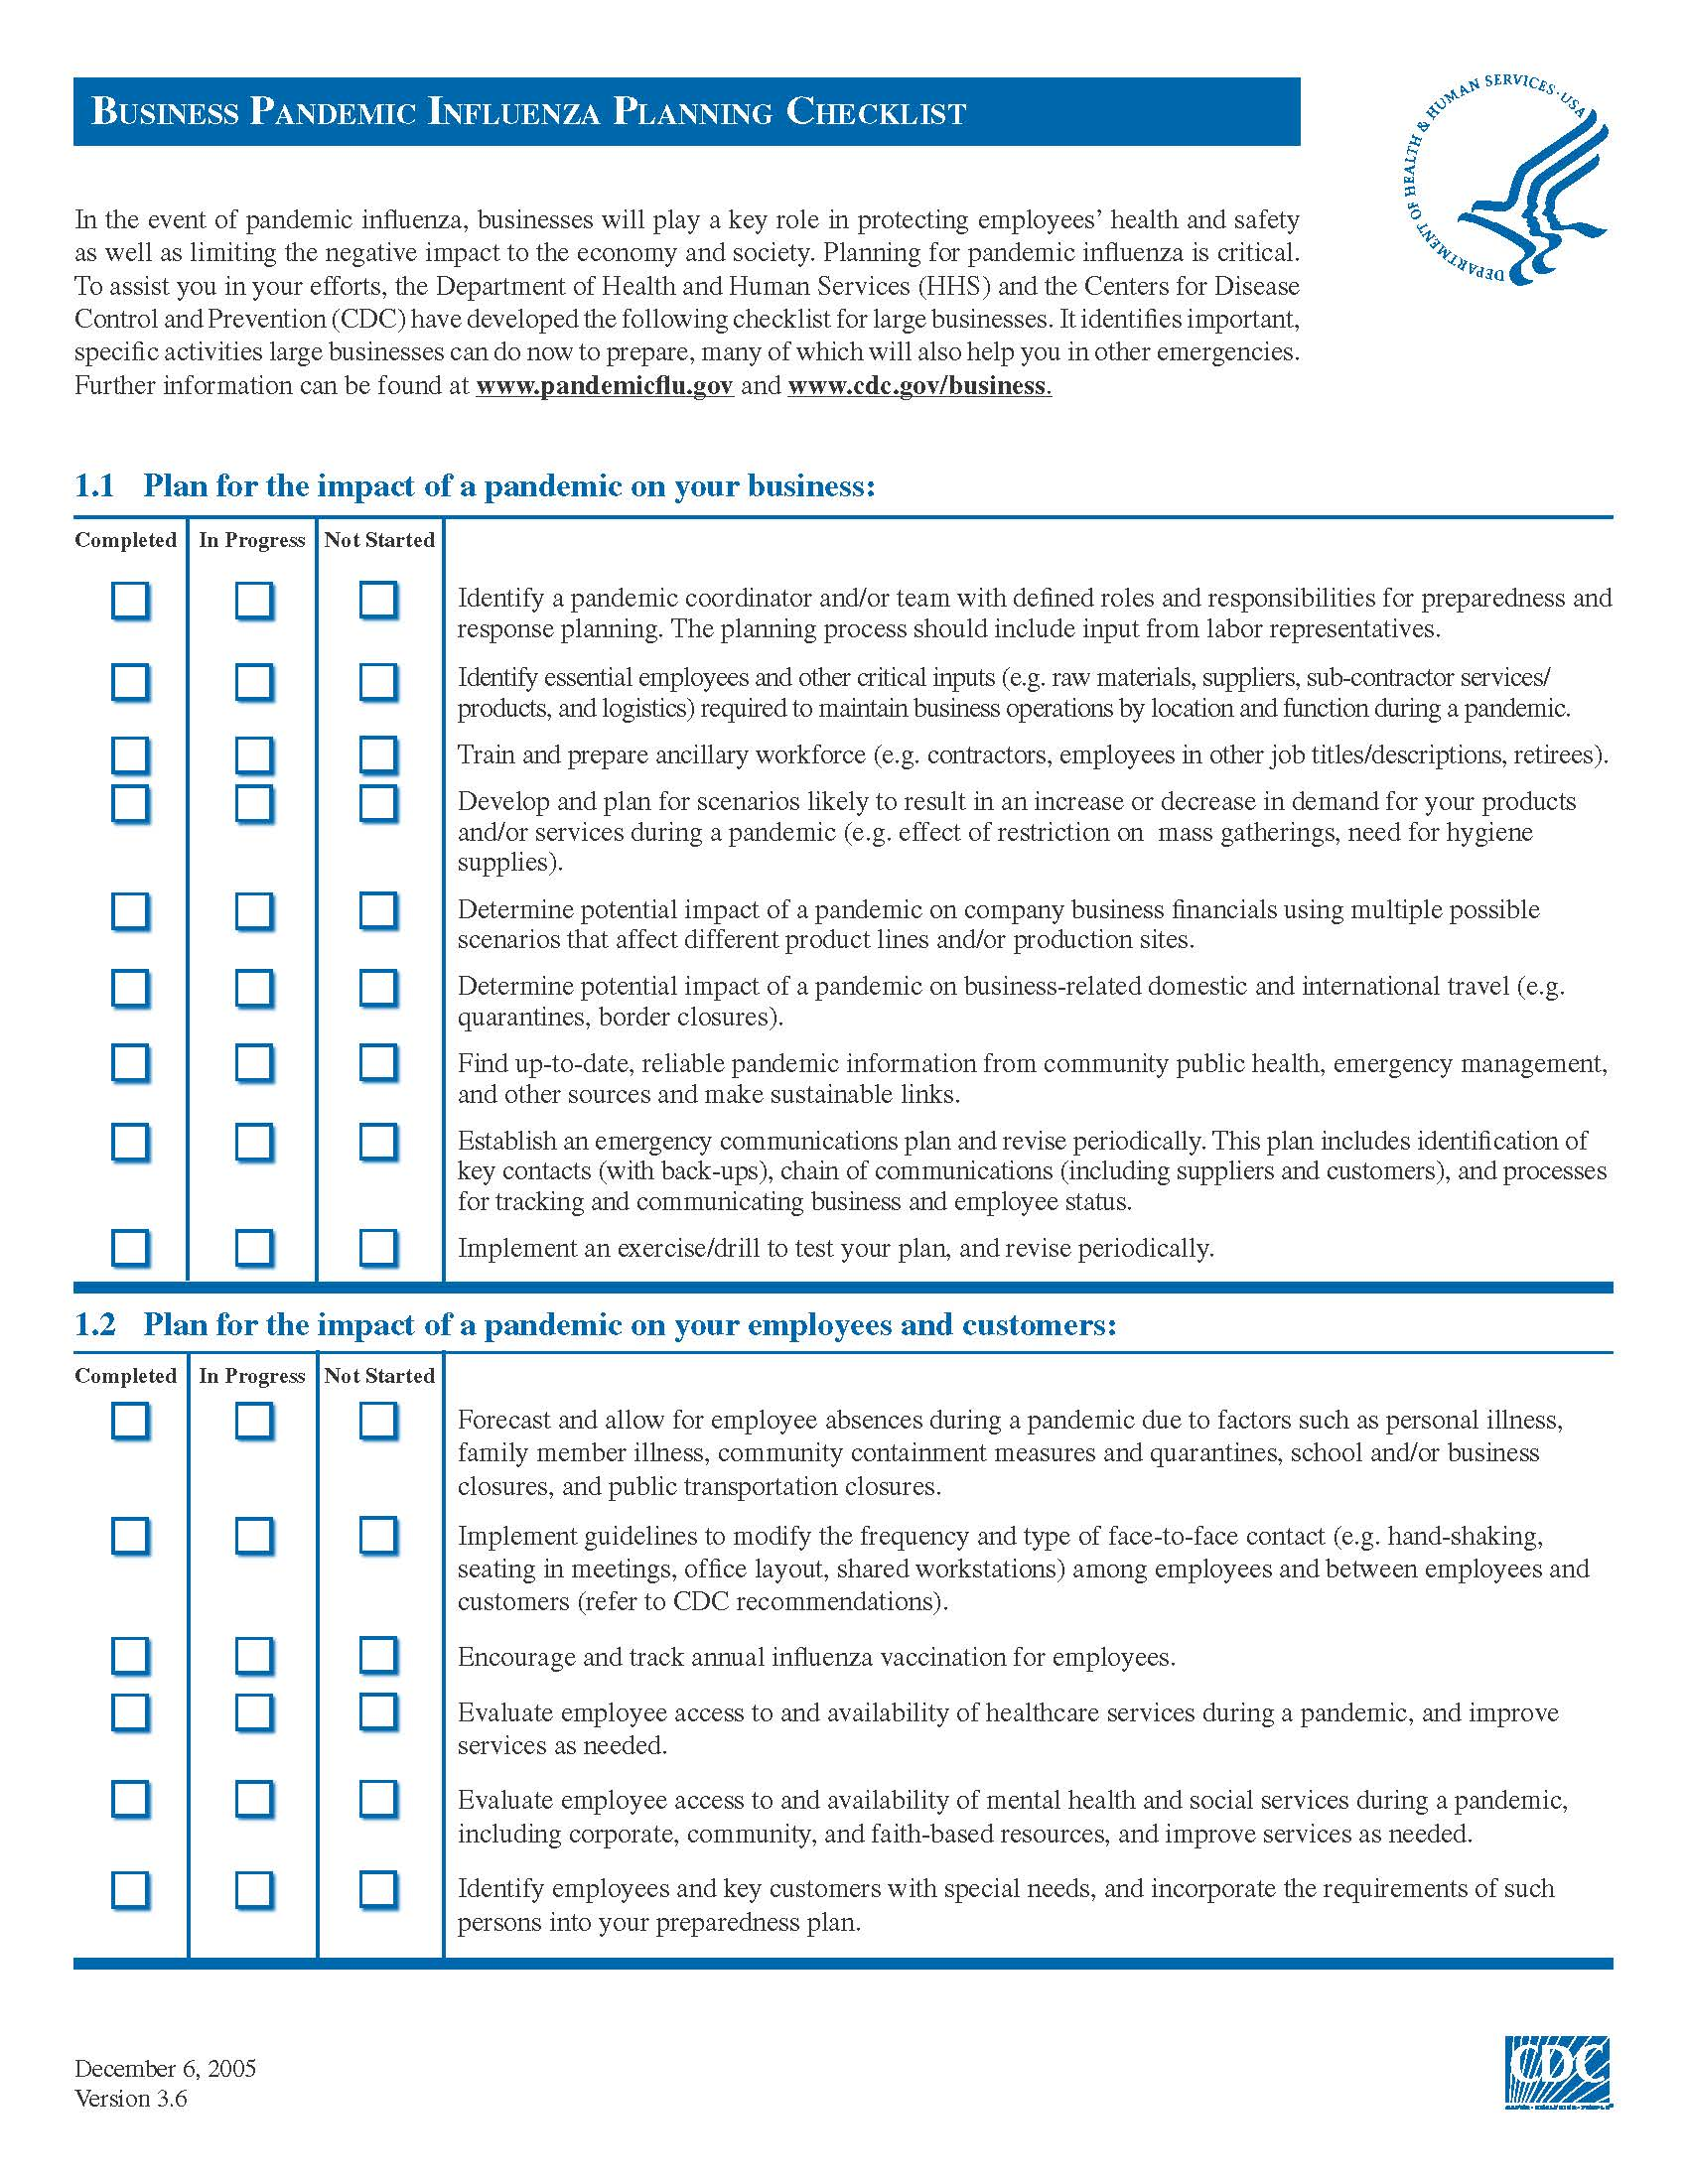 BUSINESS PANDEMIC INFLUENZA PLANNING CHECKLIST
DEPARTMENT OF HEALTH & HUMAN SERVICES · USA
In the event of pandemic influenza, businesses will play a key role in protecting employees’ health and safety
as well as limiting the negative impact to the economy and society. Planning for pandemic influenza is critical.
To assist you in your efforts, the Department of Health and Human Services (HHS) and the Centers for Disease
Control and Prevention (CDC) have developed the following checklist for large businesses. It identifies important,
specific activities large businesses can do now to prepare, many of which will also help you in other emergencies.
Further information can be found at www.pandemicflu.gov and www.cdc.gov/business.
1.1 Plan for the impact of a pandemic on your business:
Completed In Progress Not Started
Identify a pandemic coordinator and/or team with defined roles and responsibilities for preparedness and
response planning. The planning process should include input from labor representatives.
Identify essential employees and other critical inputs (e.g. raw materials, suppliers, sub-contractor services/
products, and logistics) required to maintain business operations by location and function during a pandemic.
Train and prepare ancillary workforce (e.g. contractors, employees in other job titles/descriptions, retirees).
Develop and plan for scenarios likely to result in an increase or decrease in demand for your products
and/or services during a pandemic (e.g. effect of restriction on mass gatherings, need for hygiene
supplies).
Determine potential impact of a pandemic on company business financials using multiple possible
scenarios that affect different product lines and/or production sites.
Determine potential impact of a pandemic on business-related domestic and international travel (e.g.
quarantines, border closures).
Find up-to-date, reliable pandemic information from community public health, emergency management,
and other sources and make sustainable links.
Establish an emergency communications plan and revise periodically. This plan includes identification of
key contacts (with back-ups), chain of communications (including suppliers and customers), and processes
for tracking and communicating business and employee status.
Implement an exercise/drill to test your plan, and revise periodically.
1.2 Plan for the impact of a pandemic on your employees and customers:
Completed In Progress Not Started
Forecast and allow for employee absences during a pandemic due to factors such as personal illness,
family member illness, community containment measures and quarantines, school and/or business
closures, and public transportation closures.
Implement guidelines to modify the frequency and type of face-to-face contact (e.g. hand-shaking,
seating in meetings, office layout, shared workstations) among employees and between employees and
customers (refer to CDC recommendations).
Encourage and track annual influenza vaccination for employees.
Evaluate employee access to and availability of healthcare services during a pandemic, and improve
services as needed.
Evaluate employee access to and availability of mental health and social services during a pandemic,
including corporate, community, and faith-based resources, and improve services as needed.
Identify employees and key customers with special needs, and incorporate the requirements of such
persons into your preparedness plan.
December 6, 2005
Version 3.6
CDC